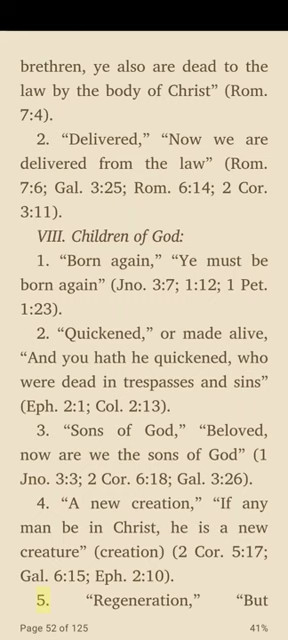 brethren, ye also are dead to the
law by the body of Christ” (Rom.
7:4).
2. “Delivered,” “Now we are
delivered from the law” (Rom.
7:6; Gal. 3:25; Rom. 6:14; 2 Cor.
3:11).
VIII. Children of God:
1. “Born again,” “Ye must be
born again” (Jno. 3:7; 1:12; 1 Pet.
1:23).
2. “Quickened,” or made alive,
“And you hath he quickened, who
were dead in trespasses and sins”
(Eph. 2:1; Col. 2:13).
3. “Sons of God,” “Beloved,
now are we the sons of God” (1
Jno. 3:3; 2 Cor. 6:18; Gal. 3:26).
4. “A new creation,” “If any
man be in Christ, he is a new
creature” (creation) (2 Cor. 5:17;
Gal. 6:15; Eph. 2:10).
5. “Regeneration,” “But
Page 52 of 125 41%